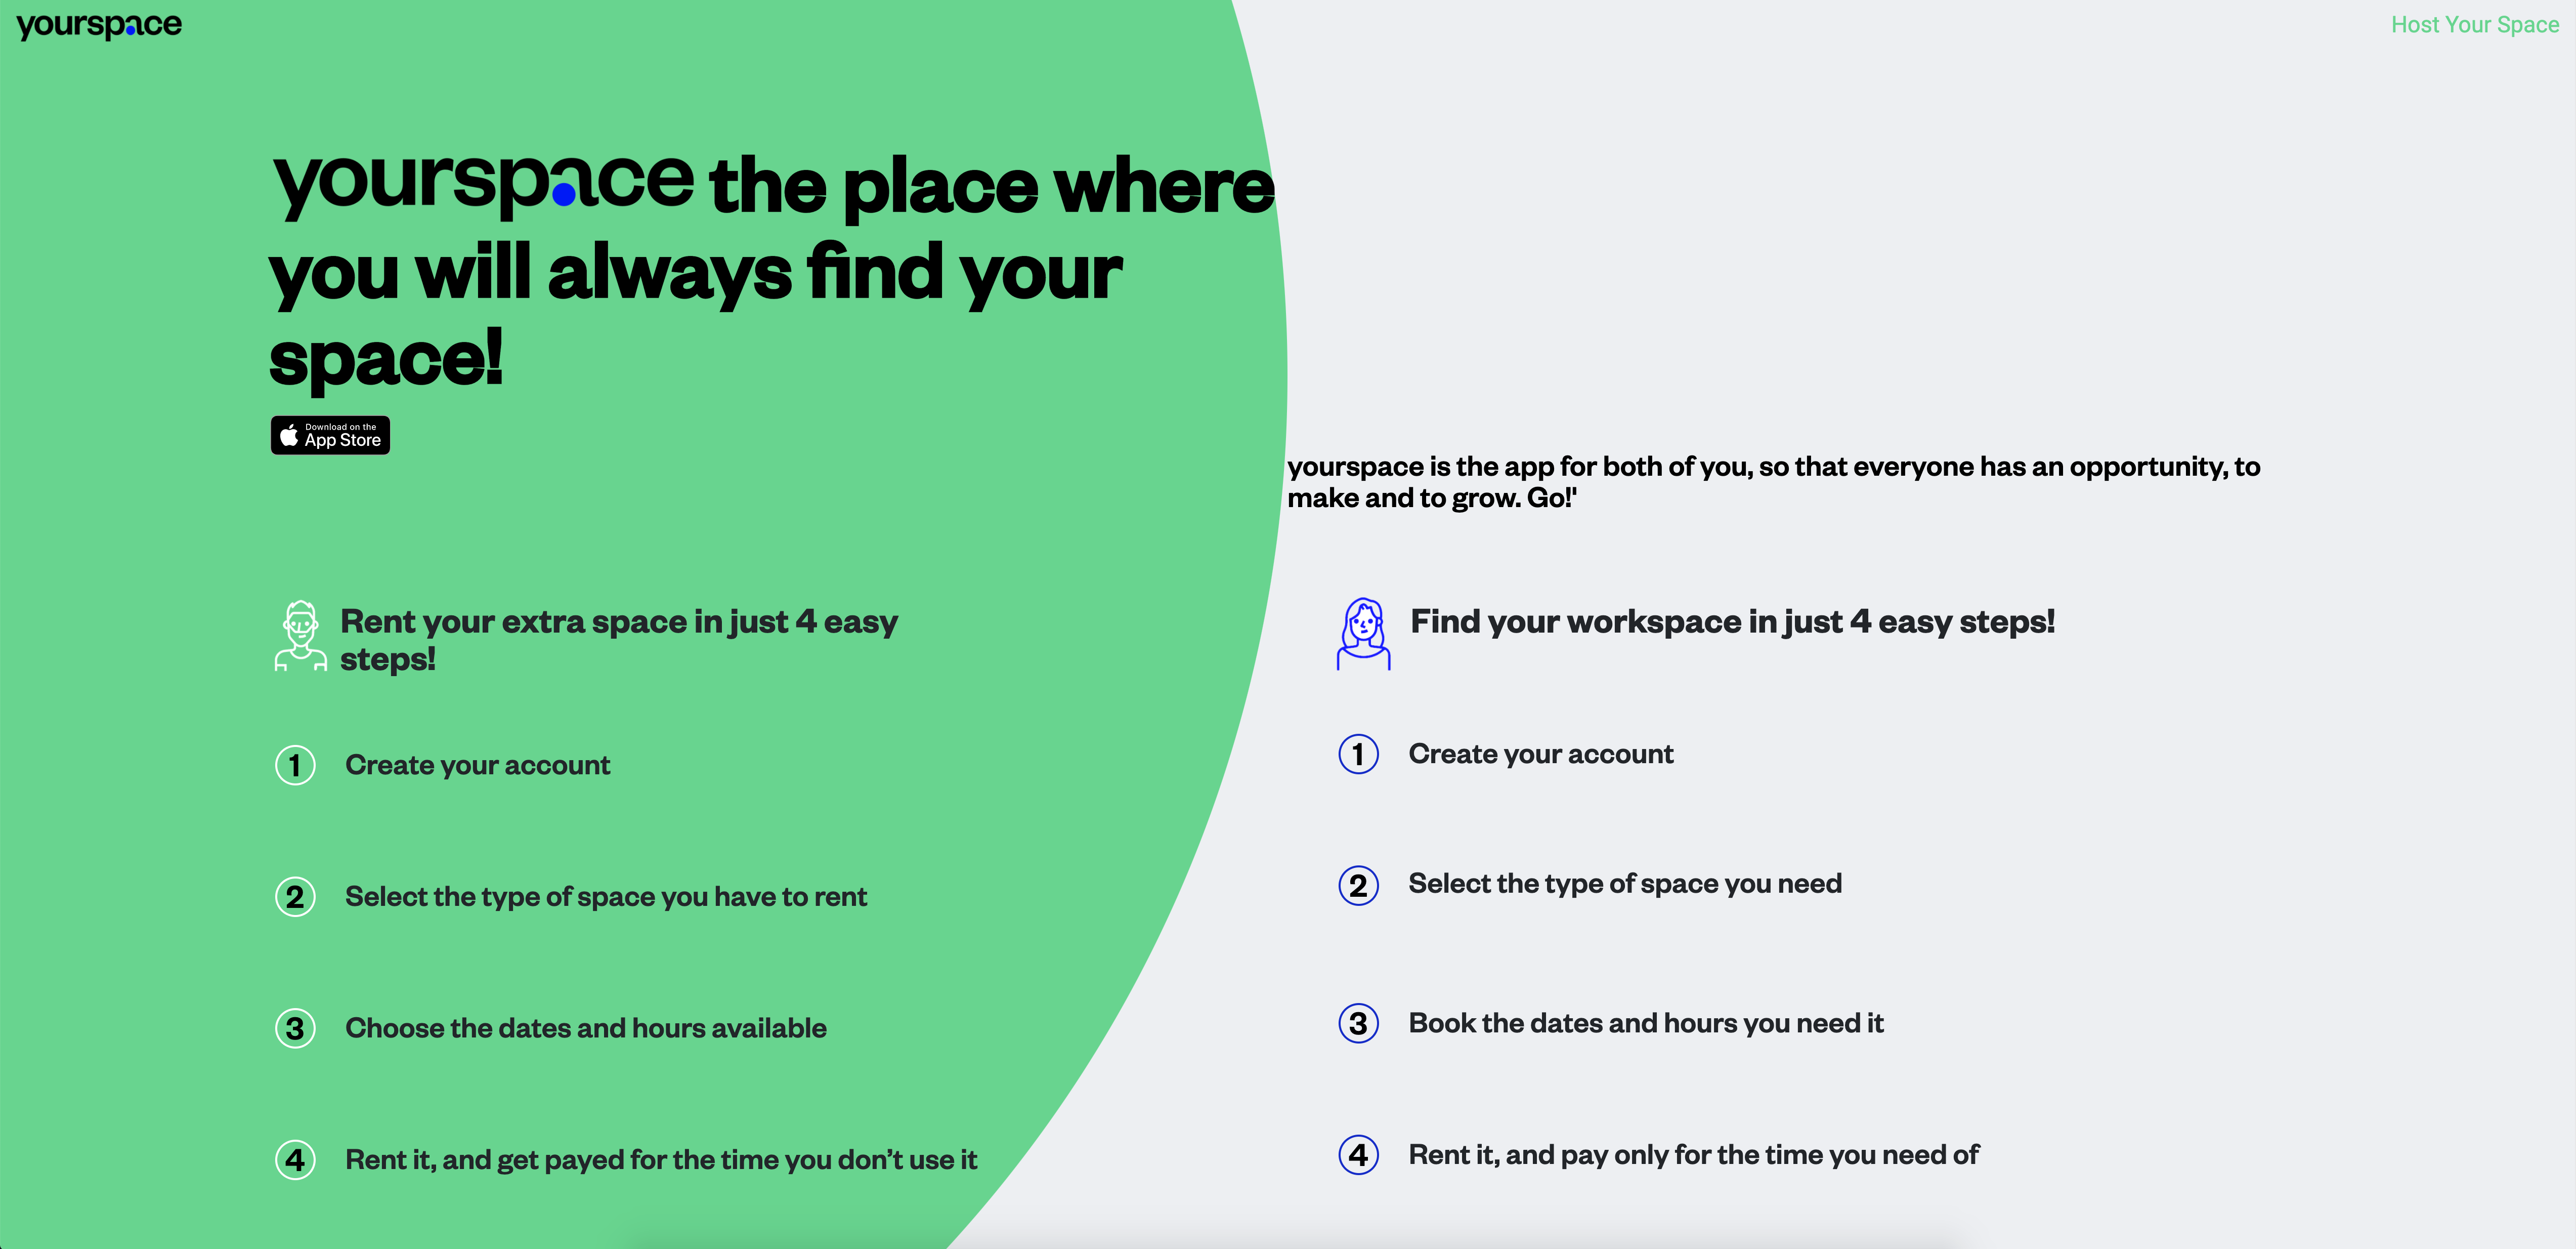 yourspace
Host Your Space
yourspace the place where
you will always find your
space!
Download on the
App Store
yourspace is the app for both of you, so that everyone has an opportunity, to
make and to grow. Go!'
Rent your extra space in just 4 easy
steps!
1 Create your account
2 Select the type of space you have to rent
3 Choose the dates and hours available
4 Rent it, and get payed for the time you don’t use it
Find your workspace in just 4 easy steps!
1 Create your account
2 Select the type of space you need
3 Book the dates and hours you need it
4 Rent it, and pay only for the time you need of